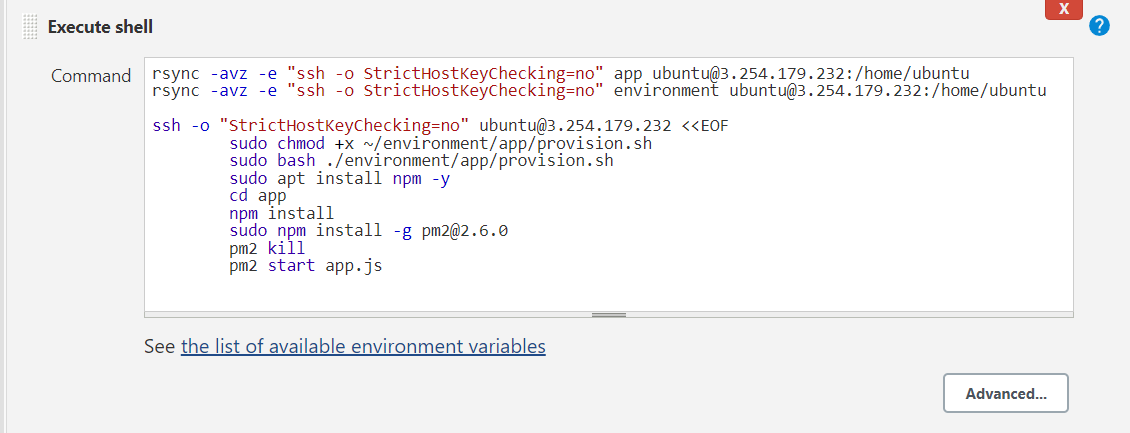 X
Execute shell
?
Command
rsync -avz -e "ssh -o StrictHostKeyChecking=no" app ubuntu@3.254.179.232:/home/ubuntu
rsync -avz -e "ssh -o StrictHostKeyChecking=no" environment ubuntu@3.254.179.232:/home/ubuntu
ssh -o "StrictHostKeyChecking=no" ubuntu@3.254.179.232 <<EOF
sudo chmod +x ~/environment/app/provision.sh
sudo bash ./environment/app/provision.sh
sudo apt install npm -y
cd app
npm install
sudo npm install -g pm2@2.6.0
pm2 kill
pm2 start app.js
See the list of available environment variables
Advanced...